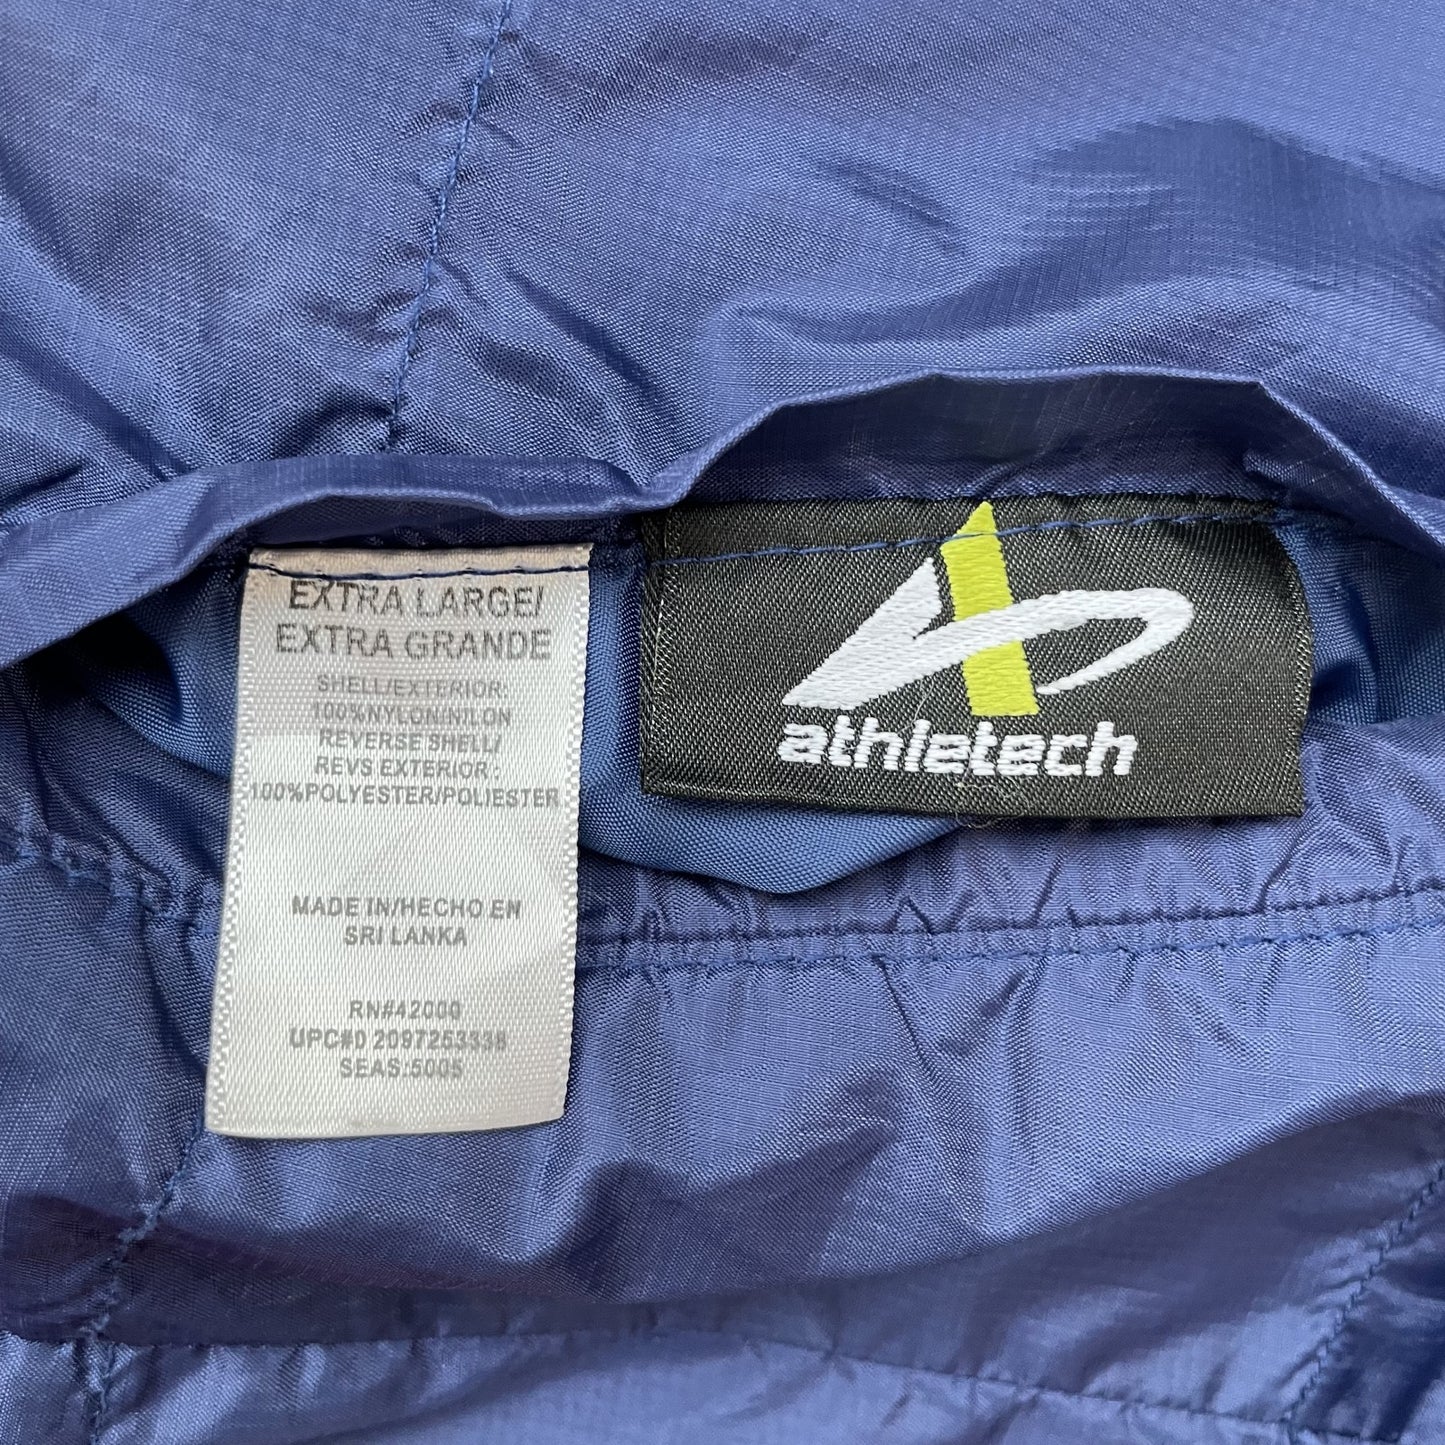 EXTRA LARGE/
EXTRA GRANDE
SHELL/EXTERIOR:
100%NYLON/NILON
REVERSE SHELL/
REVS EXTERIOR:
100%POLYESTER/POLIESTER
MADE IN/HECHO EN
SRI LANKA
RN#42000
UPC#0 2097253338
SEAS:5005
athletech